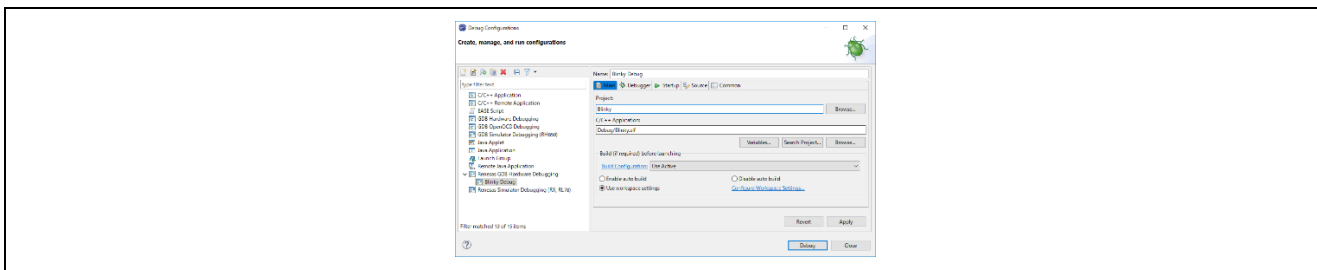 Debug Configurations
Create, manage, and run configurations
Name: Blinky Debug
type filter text
Main Debugger Startup Source Common
C/C++ Application
C/C++ Remote Application
EASE Script
GDB Hardware Debugging
GDB OpenOCD Debugging
GDB Simulator Debugging (RH850)
Java Applet
Java Application
Launch Group
Remote Java Application
Renesas GDB Hardware Debugging
Blinky Debug
Renesas Simulator Debugging (RX, RL78)
Project:
Blinky
Browse...
C/C++ Application:
Debug/Blinky.elf
Variables... Search Project... Browse...
Build (if required) before launching
Build Configuration: Use Active
Enable auto build
Disable auto build
Use workspace settings
Configure Workspace Settings...
Revert Apply
Filter matched 13 of 15 items
? Debug Close